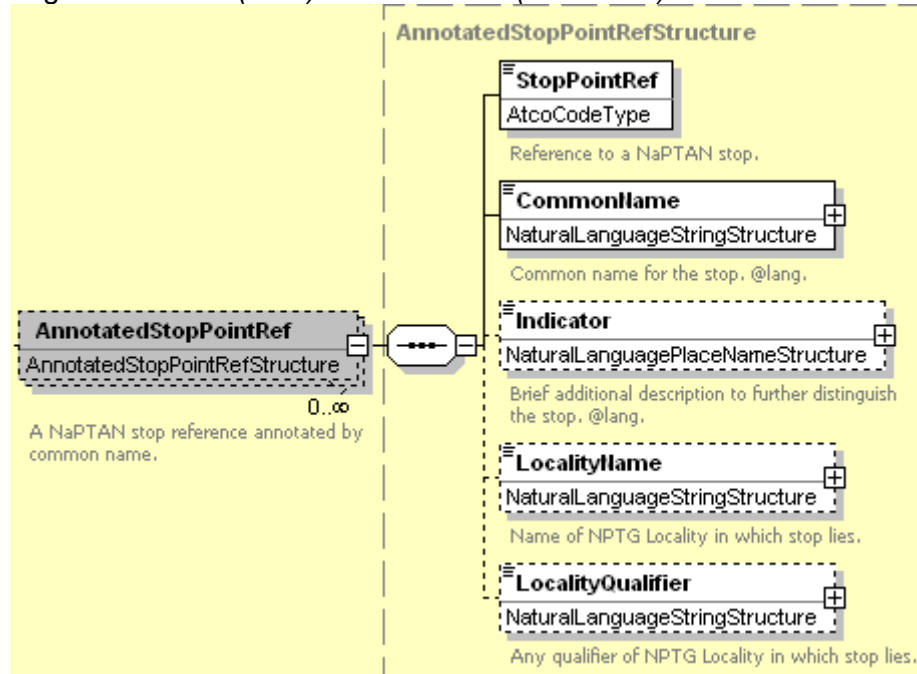 AnnotatedStopPointRefStructure
StopPointRef
AtcoCodeType
Reference to a NaPTAN stop.
CommonName
NaturalLanguageStringStructure
Common name for the stop. @lang.
AnnotatedStopPointRef
AnnotatedStopPointRefStructure
0..∞
A NaPTAN stop reference annotated by
common name.
Indicator
NaturalLanguagePlaceNameStructure
Brief additional description to further distinguish
the stop. @lang.
LocalityName
NaturalLanguageStringStructure
Name of NPTG Locality in which stop lies.
LocalityQualifier
NaturalLanguageStringStructure
Any qualifier of NPTG Locality in which stop lies.